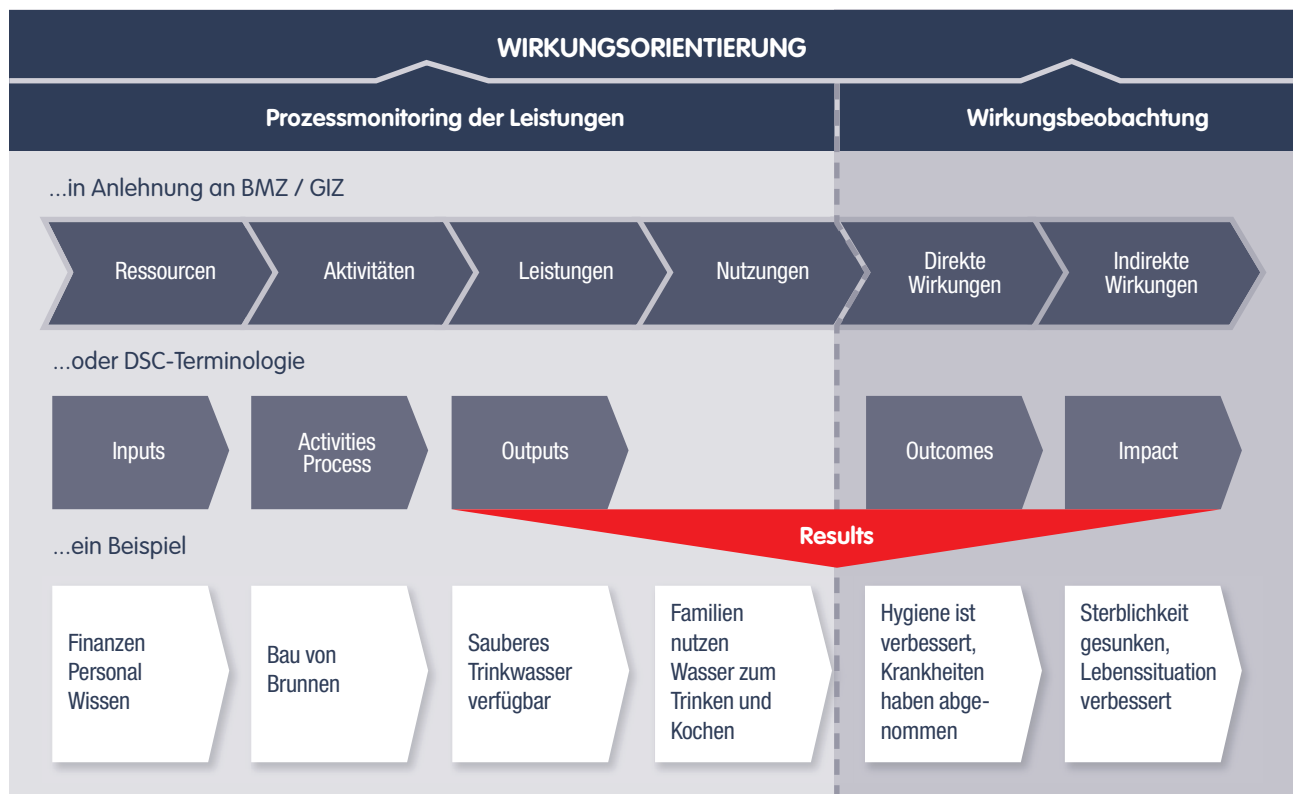 WIRKUNGSORIENTIERUNG
Prozessmonitoring der Leistungen
Wirkungsbeobachtung
...in Anlehnung an BMZ / GIZ
Ressourcen
Aktivitäten
Leistungen
Nutzungen
Direkte
Wirkungen
Indirekte
Wirkungen
...oder DSC-Terminologie
Inputs
Activities
Process
Outputs
Outcomes
Impact
Results
...ein Beispiel
Finanzen
Personal
Wissen
Bau von
Brunnen
Sauberes
Trinkwasser
verfügbar
Familien
nutzen
Wasser zum
Trinken und
Kochen
Hygiene ist
verbessert,
Krankheiten
haben abge-
nommen
Sterblichkeit
gesunken,
Lebenssituation
verbessert